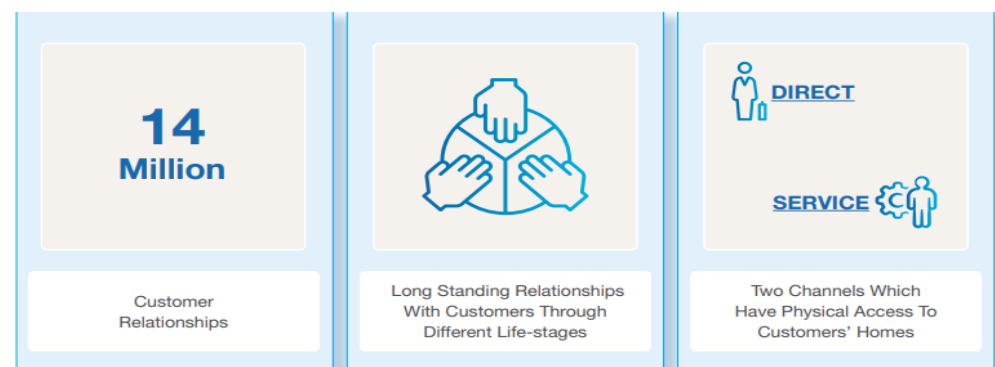 14
Million
Customer
Relationships
Long Standing Relationships
With Customers Through
Different Life-stages
DIRECT
SERVICE
Two Channels Which
Have Physical Access To
Customers' Homes